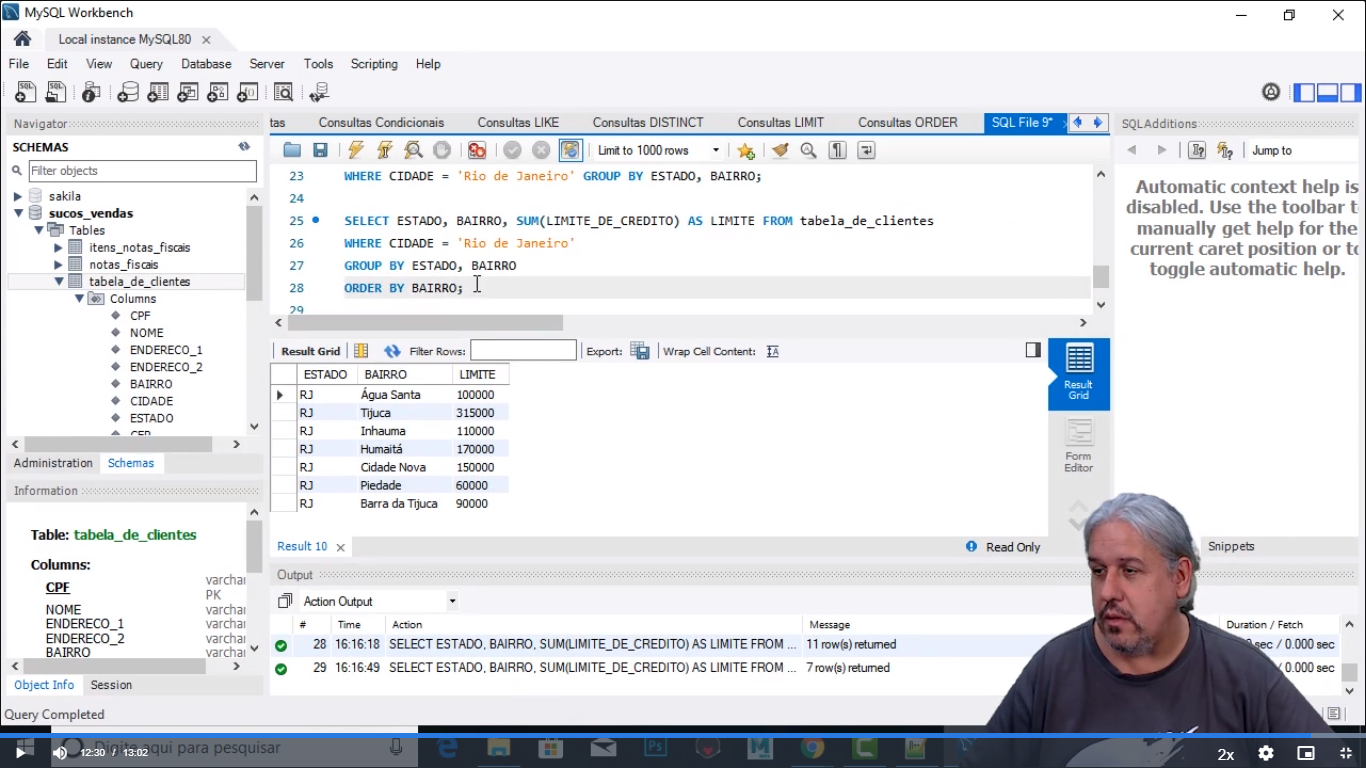 MySQL Workbench
Local instance MySQL80
File Edit View Query Database Server Tools Scripting Help
Navigator
SCHEMAS
Filter objects
sakila
sucos_vendas
Tables
itens_notas_fiscais
notas_fiscais
tabela_de_clientes
Columns
CPF
NOME
ENDERECO_1
ENDERECO_2
BAIRRO
CIDADE
ESTADO
CEP
Administration Schemas
Information
Table: tabela_de_clientes
Columns:
CPF varchar
PK
NOME varchar
ENDERECO_1 varchar
ENDERECO_2 varchar
BAIRRO varchar
Object Info Session
Query Completed
tas Consultas Condicionais Consultas LIKE Consultas DISTINCT Consultas LIMIT Consultas ORDER SQL File 9*
Limit to 1000 rows
23 WHERE CIDADE = 'Rio de Janeiro' GROUP BY ESTADO, BAIRRO;
24
25 SELECT ESTADO, BAIRRO, SUM(LIMITE_DE_CREDITO) AS LIMITE FROM tabela_de_clientes
26 WHERE CIDADE = 'Rio de Janeiro'
27 GROUP BY ESTADO, BAIRRO
28 ORDER BY BAIRRO;
29
Result Grid Filter Rows: Export: Wrap Cell Content:
ESTADO BAIRRO LIMITE
RJ Água Santa 100000
RJ Tijuca 315000
RJ Inhauma 110000
RJ Humaitá 170000
RJ Cidade Nova 150000
RJ Piedade 60000
RJ Barra da Tijuca 90000
Result Grid
Form Editor
Result 10 Read Only
Output
Action Output
# Time Action Message Duration / Fetch
28 16:16:18 SELECT ESTADO, BAIRRO, SUM(LIMITE_DE_CREDITO) AS LIMITE FROM ... 11 row(s) returned sec / 0.000 sec
29 16:16:49 SELECT ESTADO, BAIRRO, SUM(LIMITE_DE_CREDITO) AS LIMITE FROM ... 7 row(s) returned sec / 0.000 sec
SQLAdditions
Jump to
Automatic context help is
disabled. Use the toolbar to
manually get help for the
current caret position or to
toggle automatic help.
Snippets
Digite aqui para pesquisar
12:30 / 13:02
2x